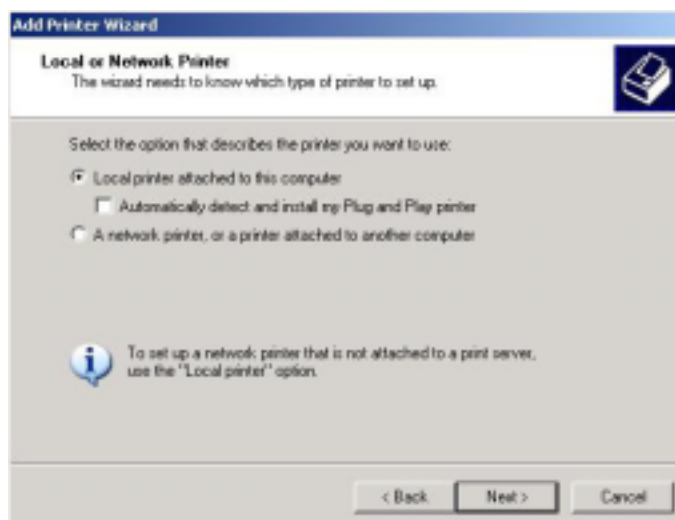 Add Printer Wizard
Local or Network Printer
The wizard needs to know which type of printer to set up.
Select the option that describes the printer you want to use:
Local printer attached to this computer
Automatically detect and install my Plug and Play printer
A network printer, or a printer attached to another computer
To set up a network printer that is not attached to a print server,
use the "Local printer" option.
< Back
Next >
Cancel